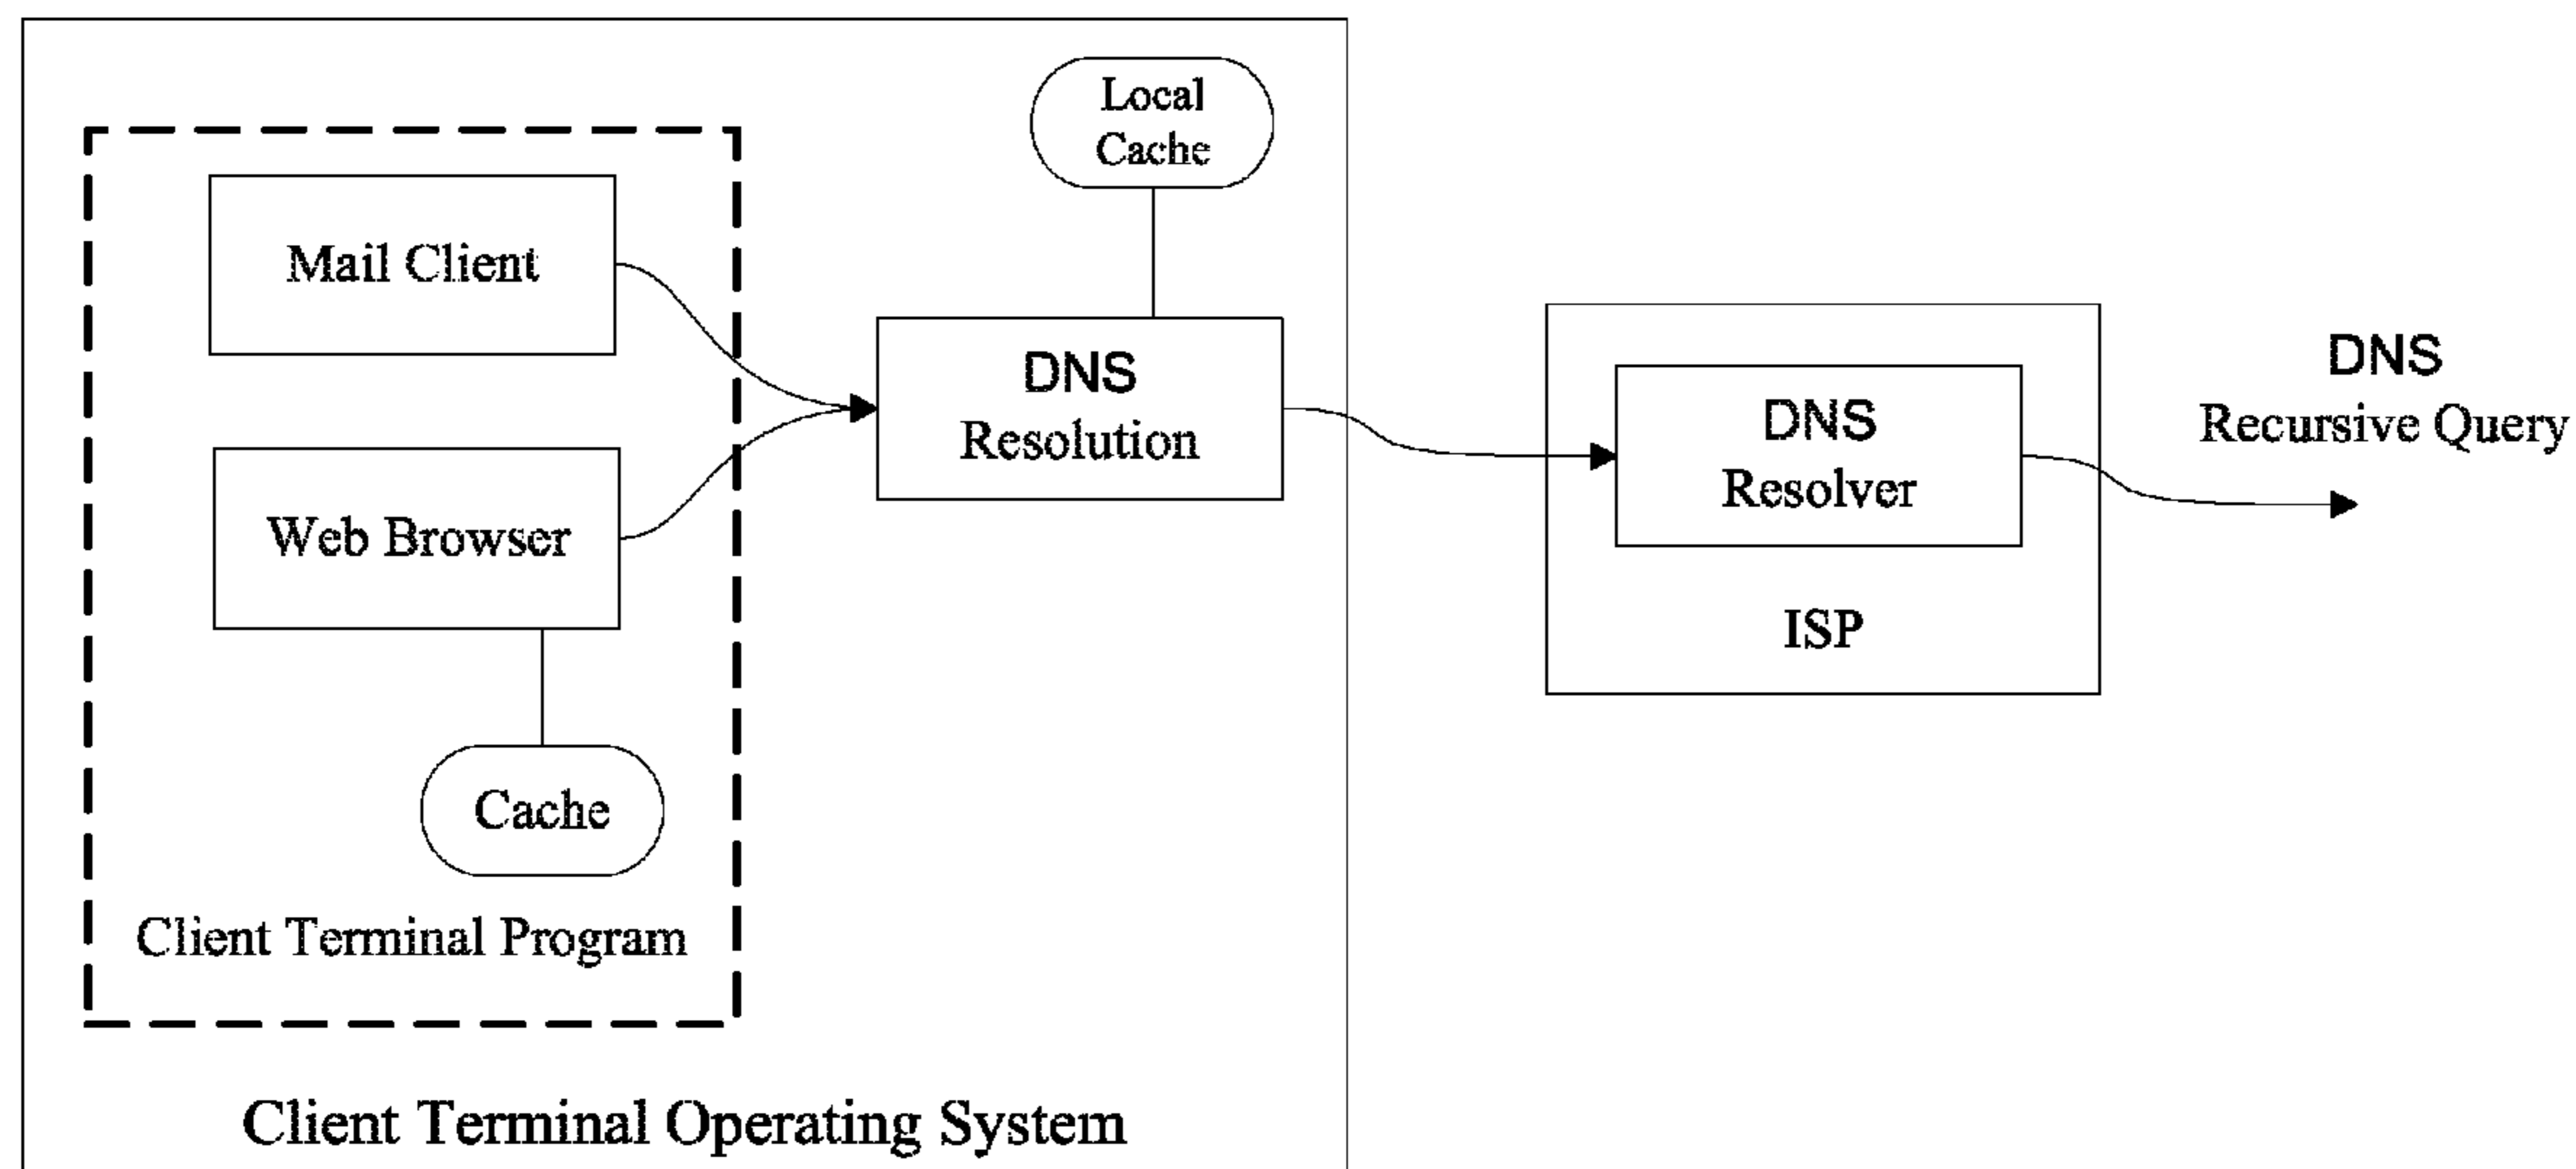 Local
Cache
Mail Client
DNS
Resolution
Web Browser
Cache
Client Terminal Program
Client Terminal Operating System
DNS
Resolver
ISP
DNS
Recursive Query